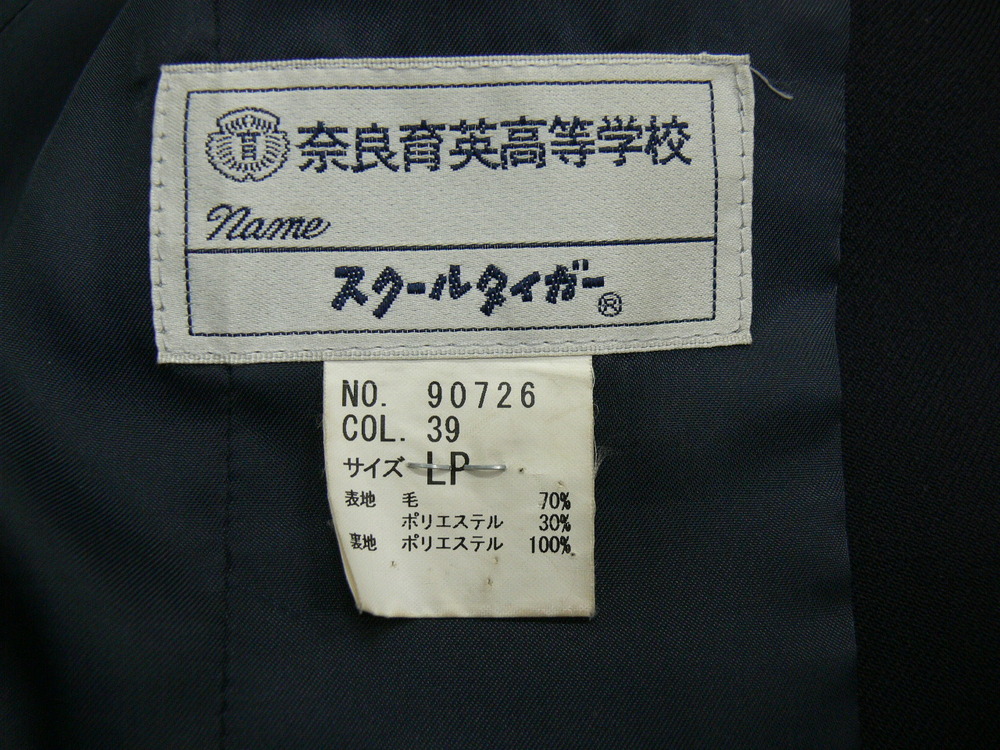 育 奈良育英高等学校
Name
スクールタイガー®
NO. 90726
COL. 39
サイズ LP
表地 毛 70%
ポリエステル 30%
裏地 ポリエステル 100%